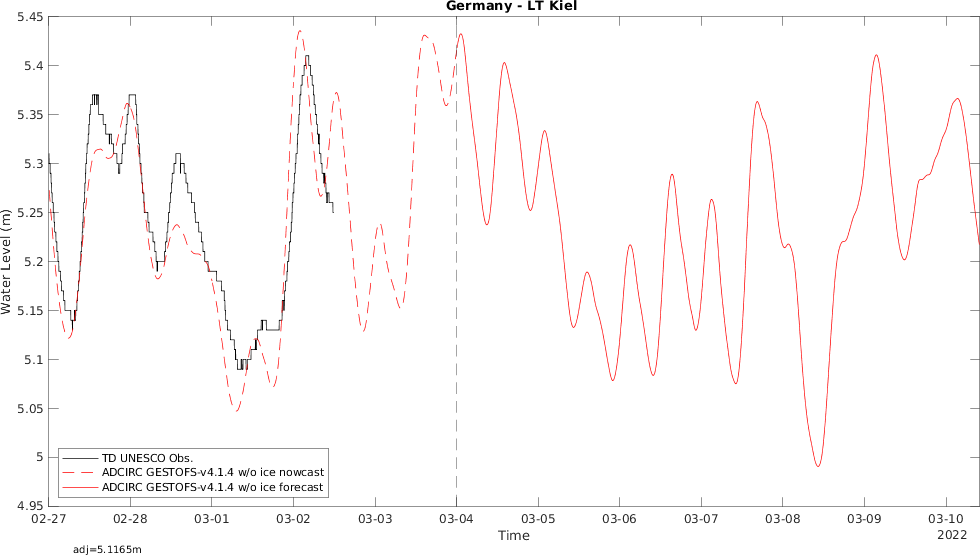 Germany - LT Kiel
5.45
5.4
5.35
5.3
5.25
5.2
5.15
5.1
5.05
5
4.95
Water Level (m)
TD UNESCO Obs.
ADCIRC GESTOFS-v4.1.4 w/o ice nowcast
ADCIRC GESTOFS-v4.1.4 w/o ice forecast
02-27 02-28 03-01 03-02 03-03 03-04 03-05 03-06 03-07 03-08 03-09 03-10
Time
2022
adj=5.1165m